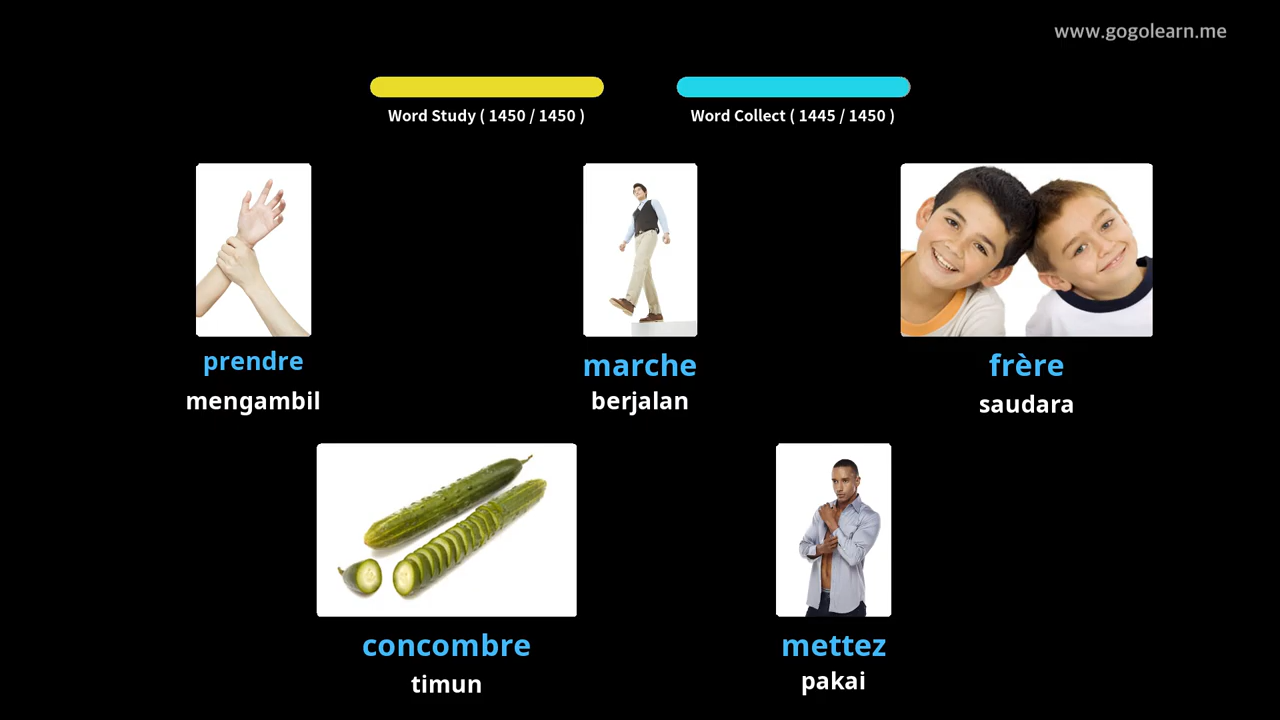 www.gogolearn.me
Word Study ( 1450 / 1450 )
Word Collect ( 1445 / 1450 )
prendre
mengambil
marche
berjalan
frère
saudara
concombre
timun
mettez
pakai